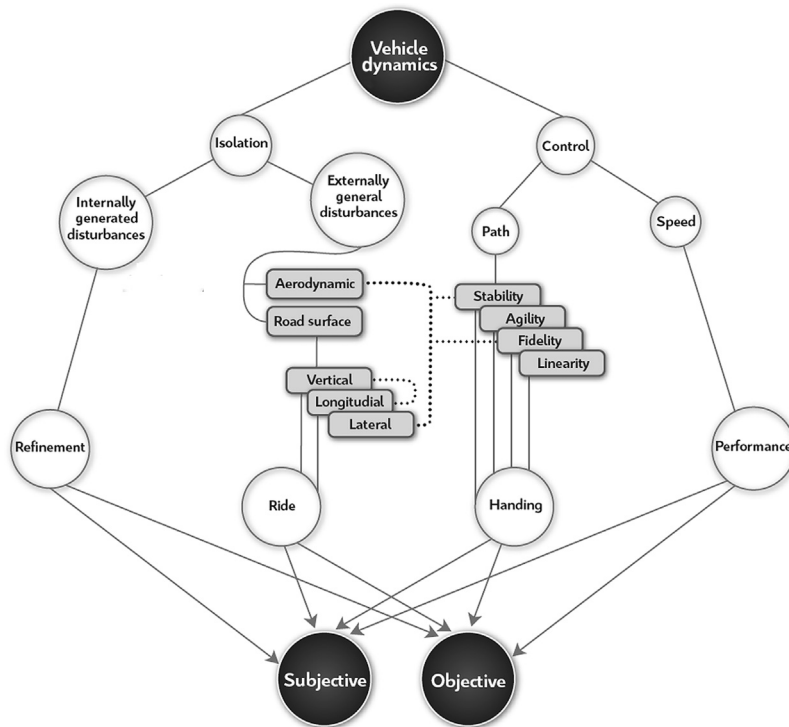 Vehicle
dynamics
Isolation
Control
Internally
generated
disturbances
Externally
general
disturbances
Path
Speed
Aerodynamic
Road surface
Stability
Agility
Fidelity
Linearity
Vertical
Longitudial
Lateral
Refinement
Performance
Ride
Handing
Subjective
Objective